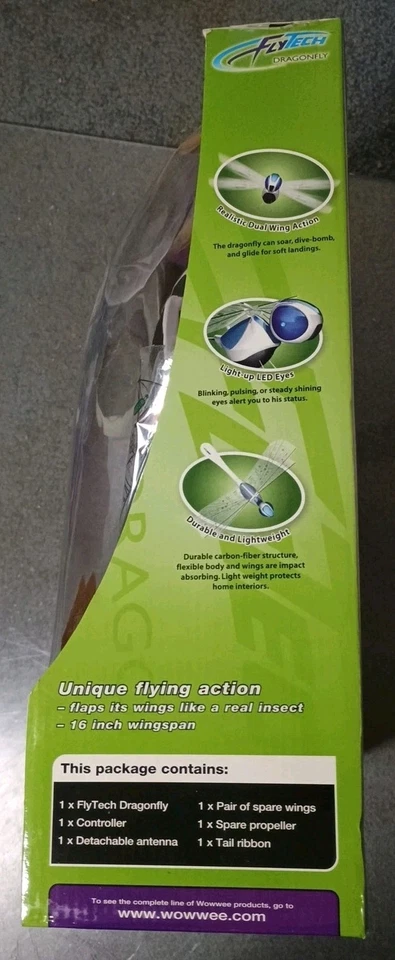 FLYTECH
DRAGONFLY
Realistic Dual Wing Action
The dragonfly can soar, dive-bomb,
and glide for soft landings.
Light-up LED Eyes
Blinking, pulsing, or steady shining
eyes alert you to his status.
Durable and Lightweight
Durable carbon-fiber structure,
flexible body and wings are impact
absorbing. Light weight protects
home interiors.
DRAGO
Unique flying action
– flaps its wings like a real insect
– 16 inch wingspan
This package contains:
1 x FlyTech Dragonfly
1 x Controller
1 x Detachable antenna
1 x Pair of spare wings
1 x Spare propeller
1 x Tail ribbon
To see the complete line of Wowwee products, go to
www.wowwee.com